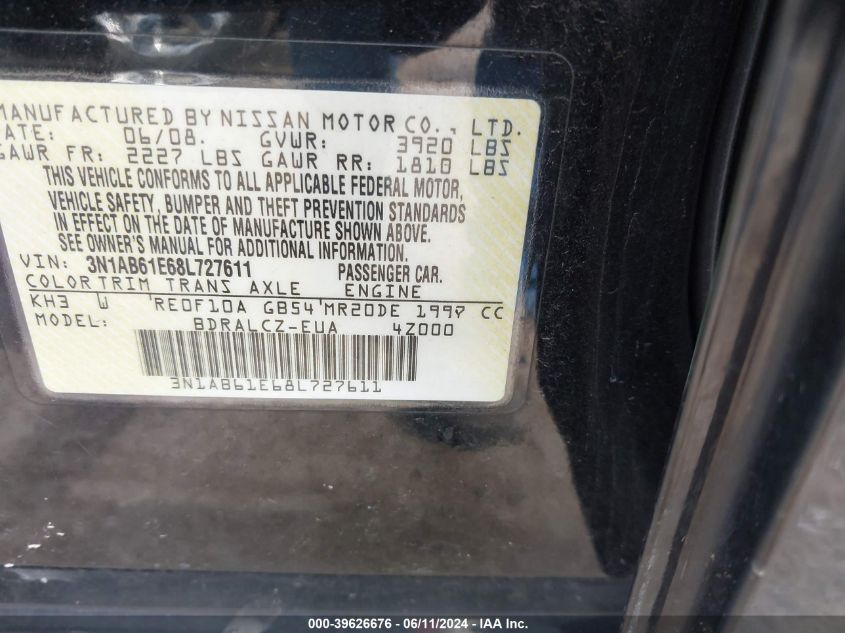 MANUFACTURED BY NISSAN MOTOR CO., LTD.
DATE: 06/08. GVWR: 3920 LBS
GAWR FR: 2227 LBS GAWR RR: 1818 LBS
THIS VEHICLE CONFORMS TO ALL APPLICABLE FEDERAL MOTOR,
VEHICLE SAFETY, BUMPER AND THEFT PREVENTION STANDARDS
IN EFFECT ON THE DATE OF MANUFACTURE SHOWN ABOVE.
SEE OWNER'S MANUAL FOR ADDITIONAL INFORMATION.
VIN: 3N1AB61E68L727611 PASSENGER CAR.
COLOR TRIM TRANS AXLE ENGINE
KH3 W RE0F10A GB54 MR20DE 1997 CC
MODEL: BDRALCZ-EUA 4Z000
3N1AB61E68L727611
000-39626676 - 06/11/2024 - IAA Inc.